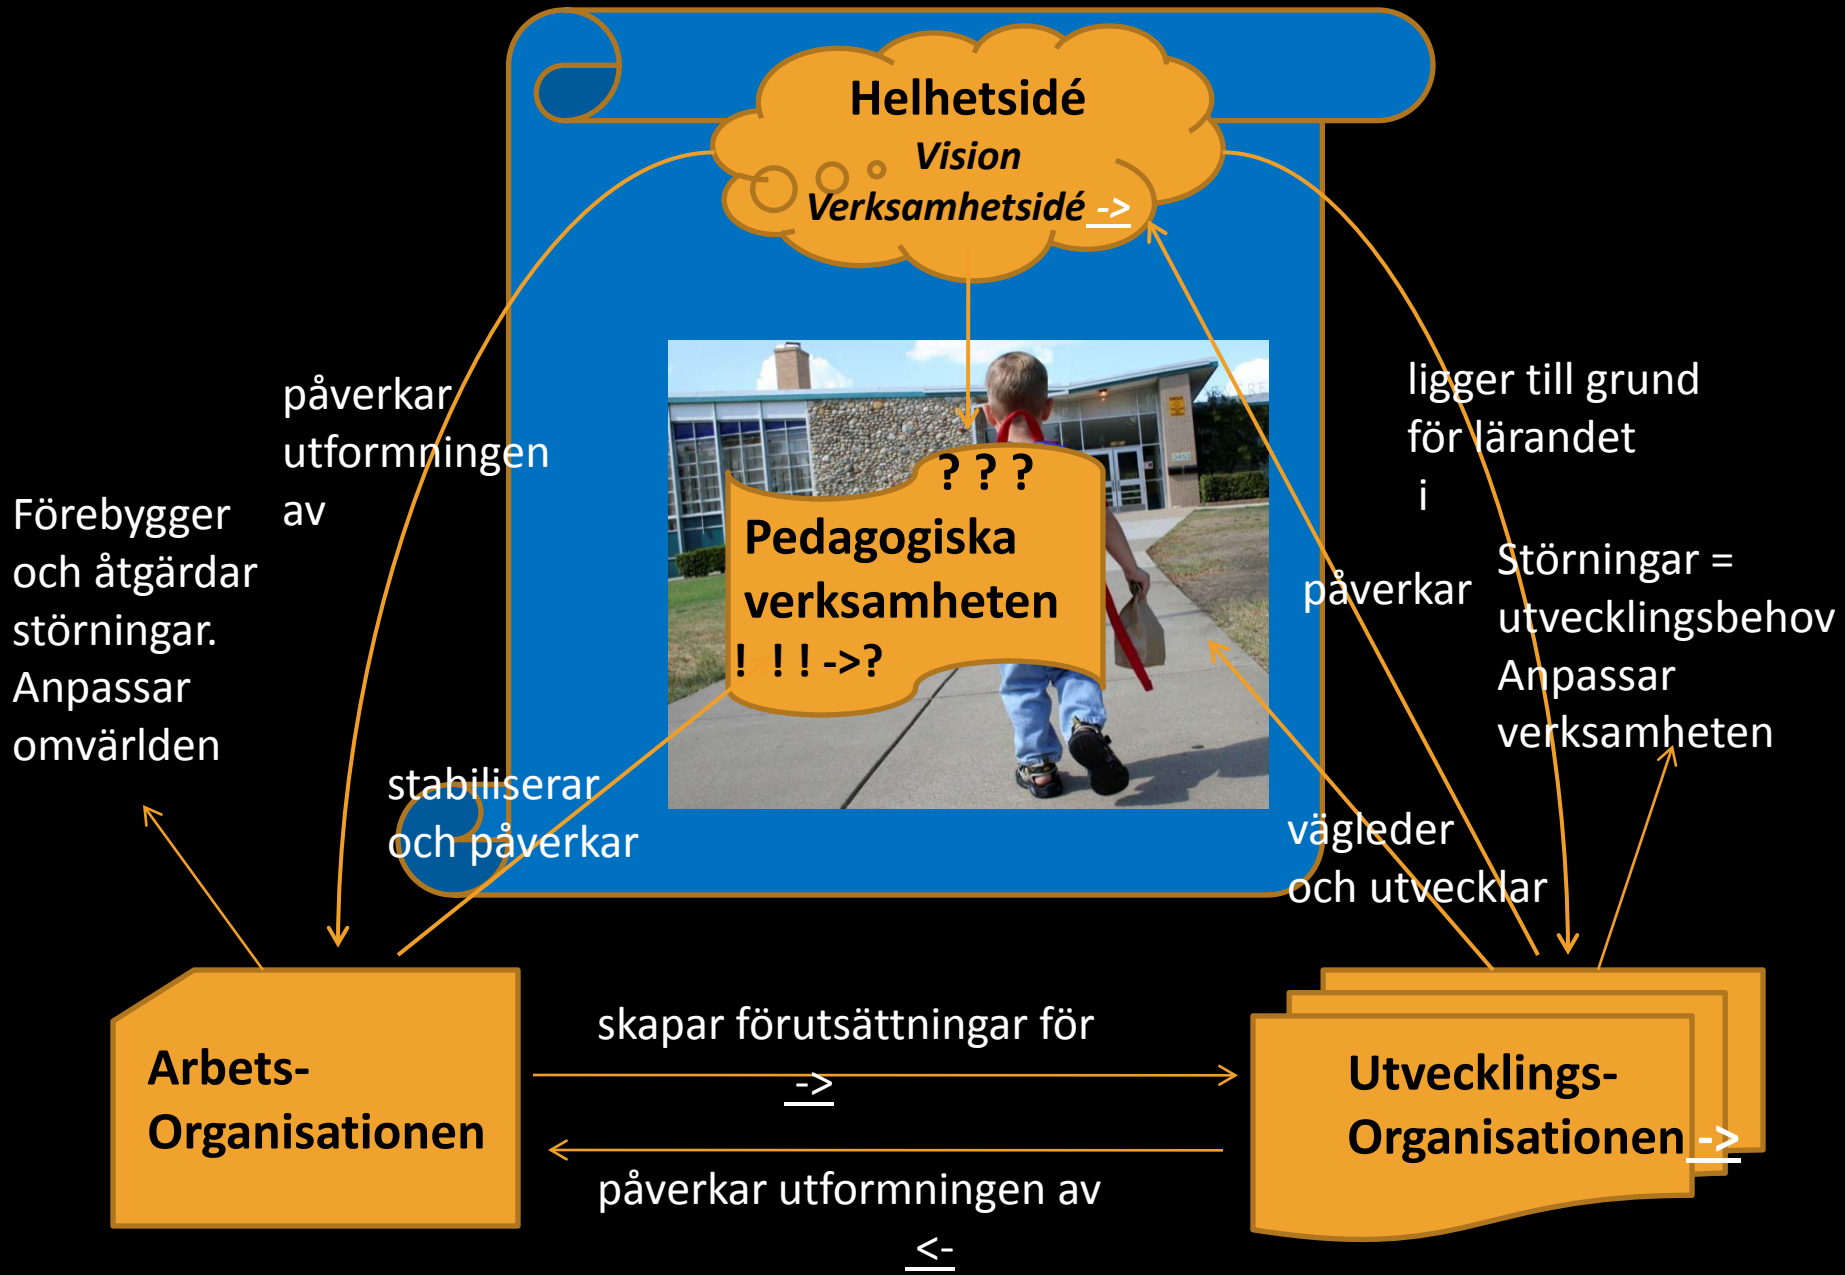 Helhetsidé
Vision
Verksamhetsidé ->
påverkar
utformningen
av
ligger till grund
för lärandet
i
Förebygger
och åtgärdar
störningar.
Anpassar
omvärlden
? ? ?
Pedagogiska
verksamheten
! ! ! ->?
påverkar
Störningar =
utvecklingsbehov
Anpassar
verksamheten
stabiliserar
och påverkar
vägleder
och utvecklar
Arbets-
Organisationen
skapar förutsättningar för
->
påverkar utformningen av
<-
Utvecklings-
Organisationen ->